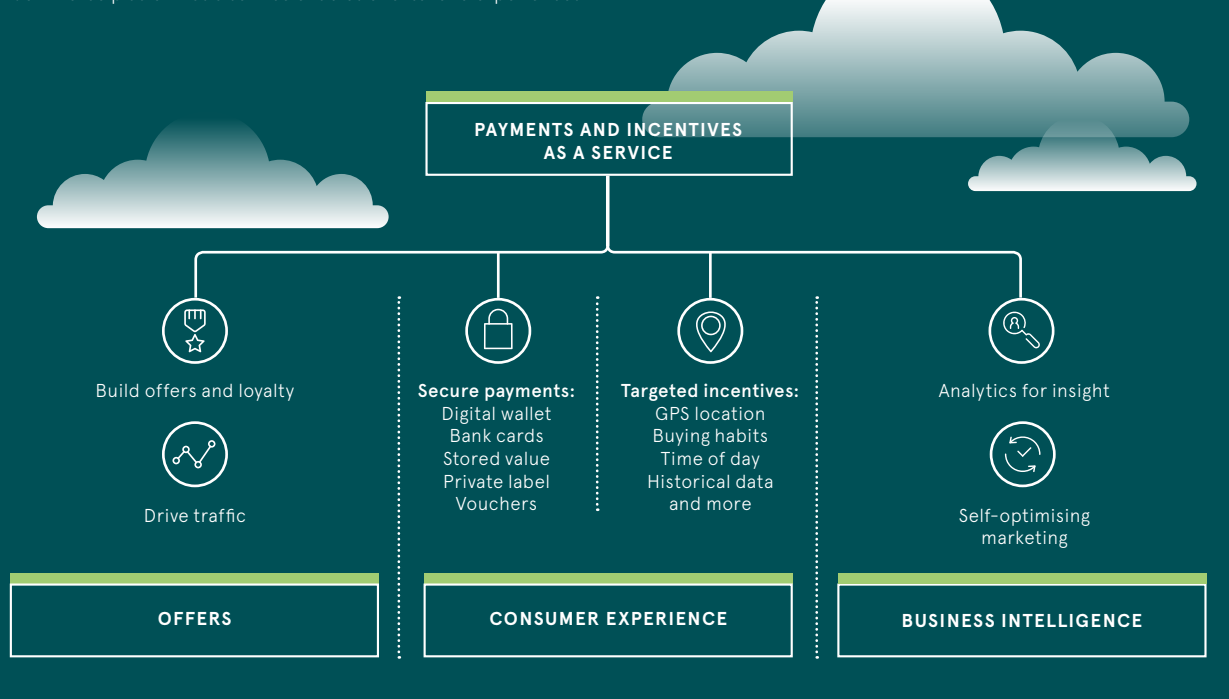 PAYMENTS AND INCENTIVES
AS A SERVICE
Build offers and loyalty
Drive traffic
Secure payments:
Digital wallet
Bank cards
Stored value
Private label
Vouchers
Targeted incentives:
GPS location
Buying habits
Time of day
Historical data
and more
Analytics for insight
Self-optimising
marketing
OFFERS
CONSUMER EXPERIENCE
BUSINESS INTELLIGENCE